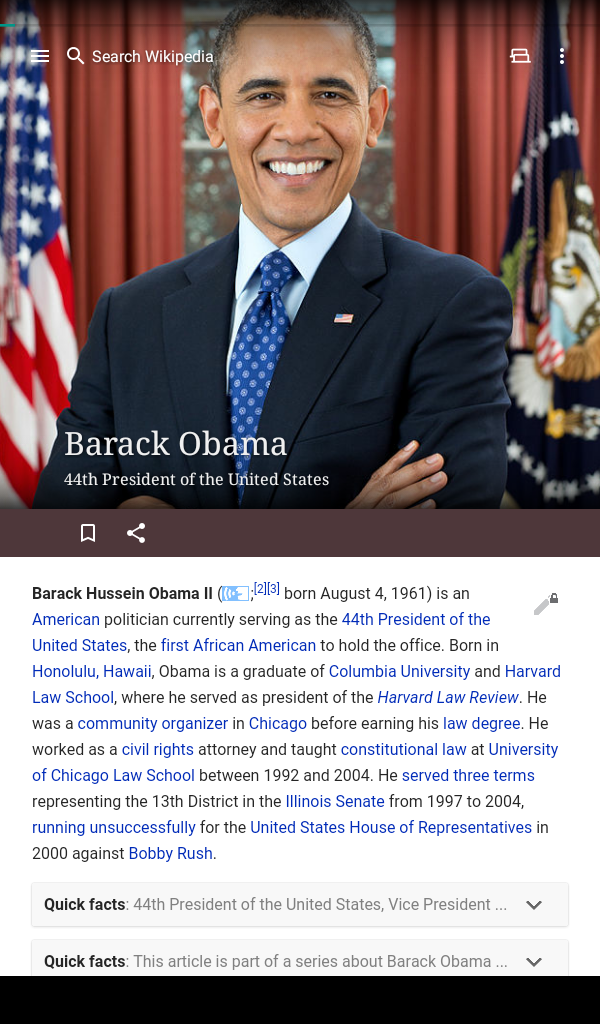 Search Wikipedia
Barack Obama
44th President of the United States
Barack Hussein Obama II (;[2][3] born August 4, 1961) is an
American politician currently serving as the 44th President of the
United States, the first African American to hold the office. Born in
Honolulu, Hawaii, Obama is a graduate of Columbia University and Harvard
Law School, where he served as president of the Harvard Law Review. He
was a community organizer in Chicago before earning his law degree. He
worked as a civil rights attorney and taught constitutional law at University
of Chicago Law School between 1992 and 2004. He served three terms
representing the 13th District in the Illinois Senate from 1997 to 2004,
running unsuccessfully for the United States House of Representatives in
2000 against Bobby Rush.
Quick facts: 44th President of the United States, Vice President ...
Quick facts: This article is part of a series about Barack Obama ...